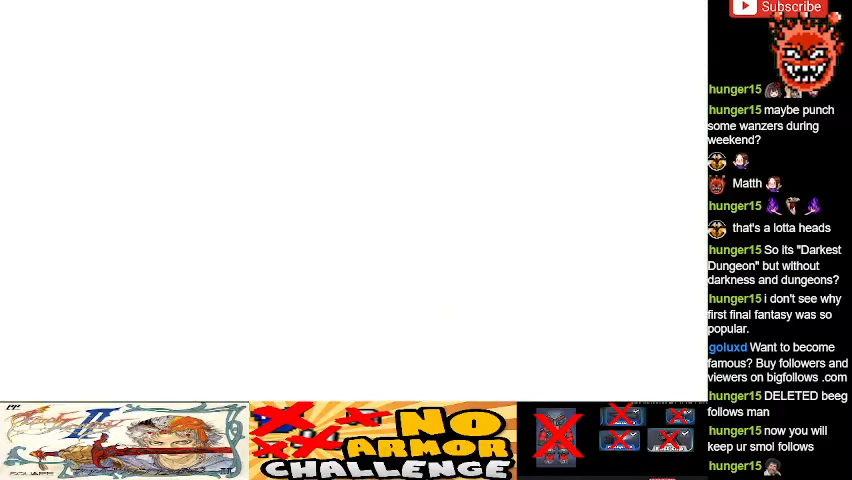 Subscribe
hunger15
hunger15 maybe punch
some wanzers during
weekend?
Matth
hunger15
that's a lotta heads
hunger15 So its "Darkest
Dungeon" but without
darkness and dungeons?
hunger15 i don't see why
first final fantasy was so
popular.
goluxd Want to become
famous? Buy followers and
viewers on bigfollows .com
hunger15 DELETED beeg
follows man
hunger15 now you will
keep ur smol follows
hunger15
II
SQUARE
NO
ARMOR
CHALLENGE